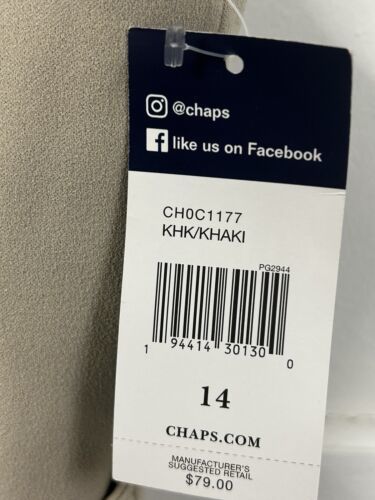 @chaps
like us on Facebook
CH0C1177
KHK/KHAKI
PG2944
1 94414 30130 0
14
CHAPS.COM
MANUFACTURER'S
SUGGESTED RETAIL
$79.00